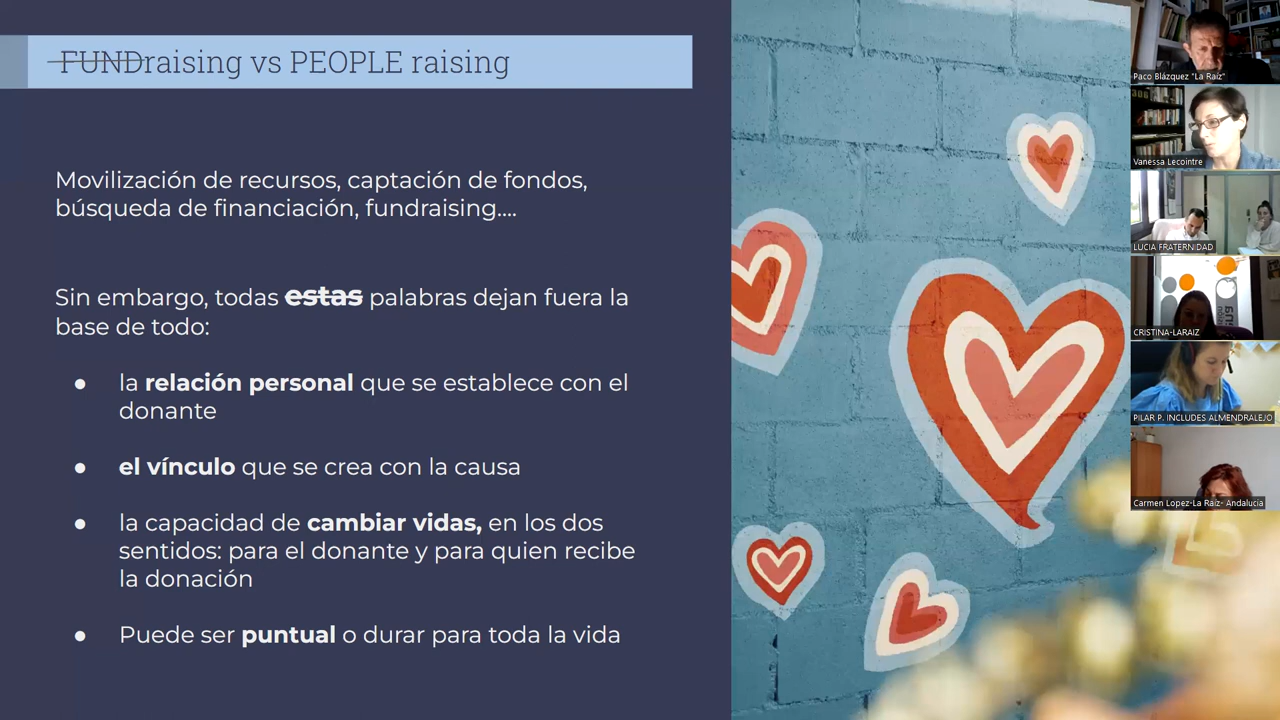 FUNDraising vs PEOPLE raising
Movilización de recursos, captación de fondos,
búsqueda de financiación, fundraising....
Sin embargo, todas estas palabras dejan fuera la
base de todo:
● la relación personal que se establece con el
donante
● el vínculo que se crea con la causa
● la capacidad de cambiar vidas, en los dos
sentidos: para el donante y para quien recibe
la donación
● Puede ser puntual o durar para toda la vida
Paco Blázquez "La Raíz"
Vanessa Lecointre
LUCIA FRATERNIDAD
CRISTINA-LARAIZ
PILAR P. INCLUDES ALMENDRALEJO
Carmen Lopez-La Raíz- Andalucía